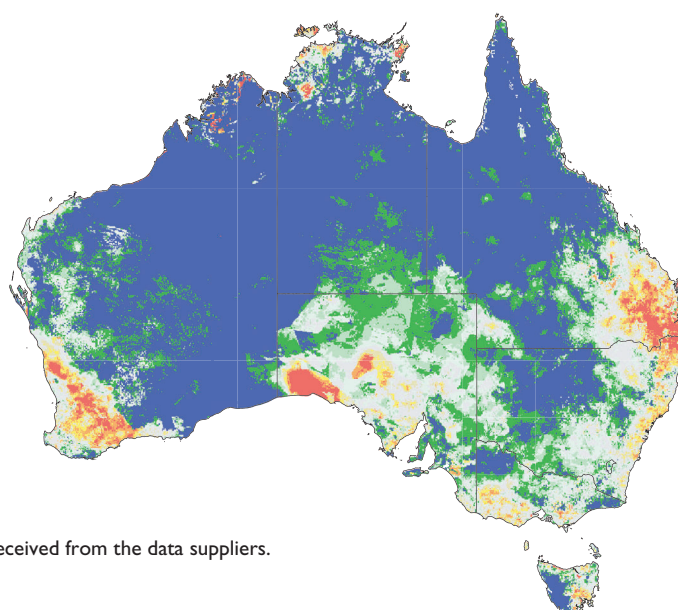 eceived from the data suppliers.